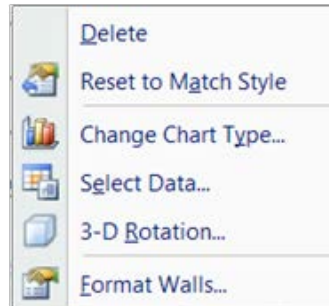 Delete
Reset to Match Style
Change Chart Type...
Select Data...
3-D Rotation...
Format Walls...